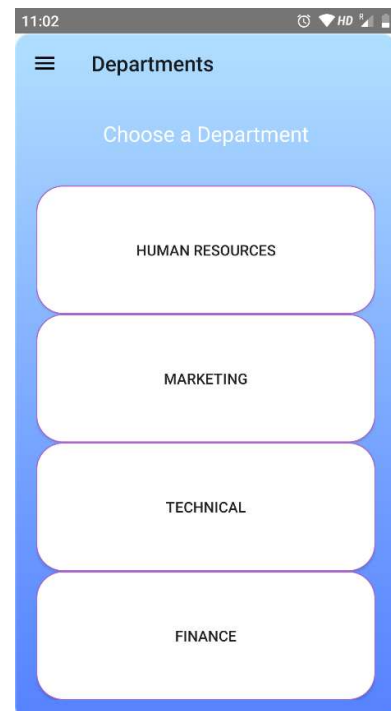 11:02
HD R
Departments
Choose a Department
HUMAN RESOURCES
MARKETING
TECHNICAL
FINANCE